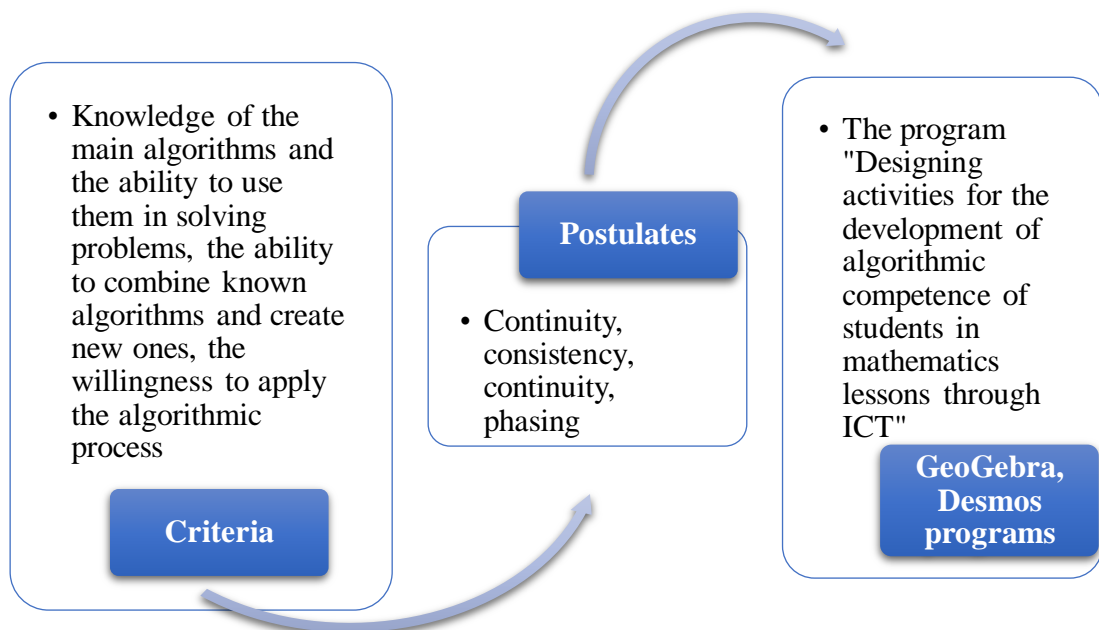 • Knowledge of the
main algorithms and
the ability to use
them in solving
problems, the ability
to combine known
algorithms and create
new ones, the
willingness to apply
the algorithmic
process
Criteria
Postulates
• Continuity,
consistency,
continuity,
phasing
• The program
"Designing
activities for the
development of
algorithmic
competence of
students in
mathematics
lessons through
ICT"
GeoGebra,
Desmos
programs